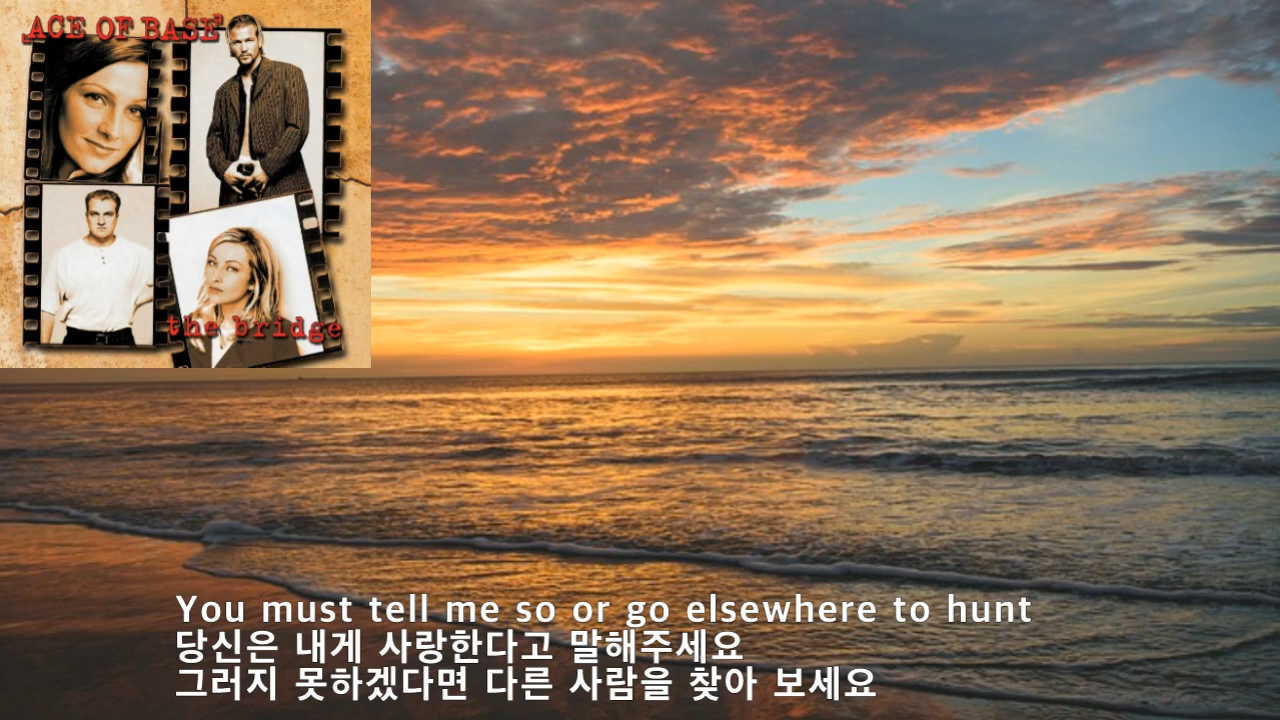 ACE OF BASE
the bridge
You must tell me so or go elsewhere to hunt
당신은 내게 사랑한다고 말해주세요
그러지 못하겠다면 다른 사람을 찾아 보세요